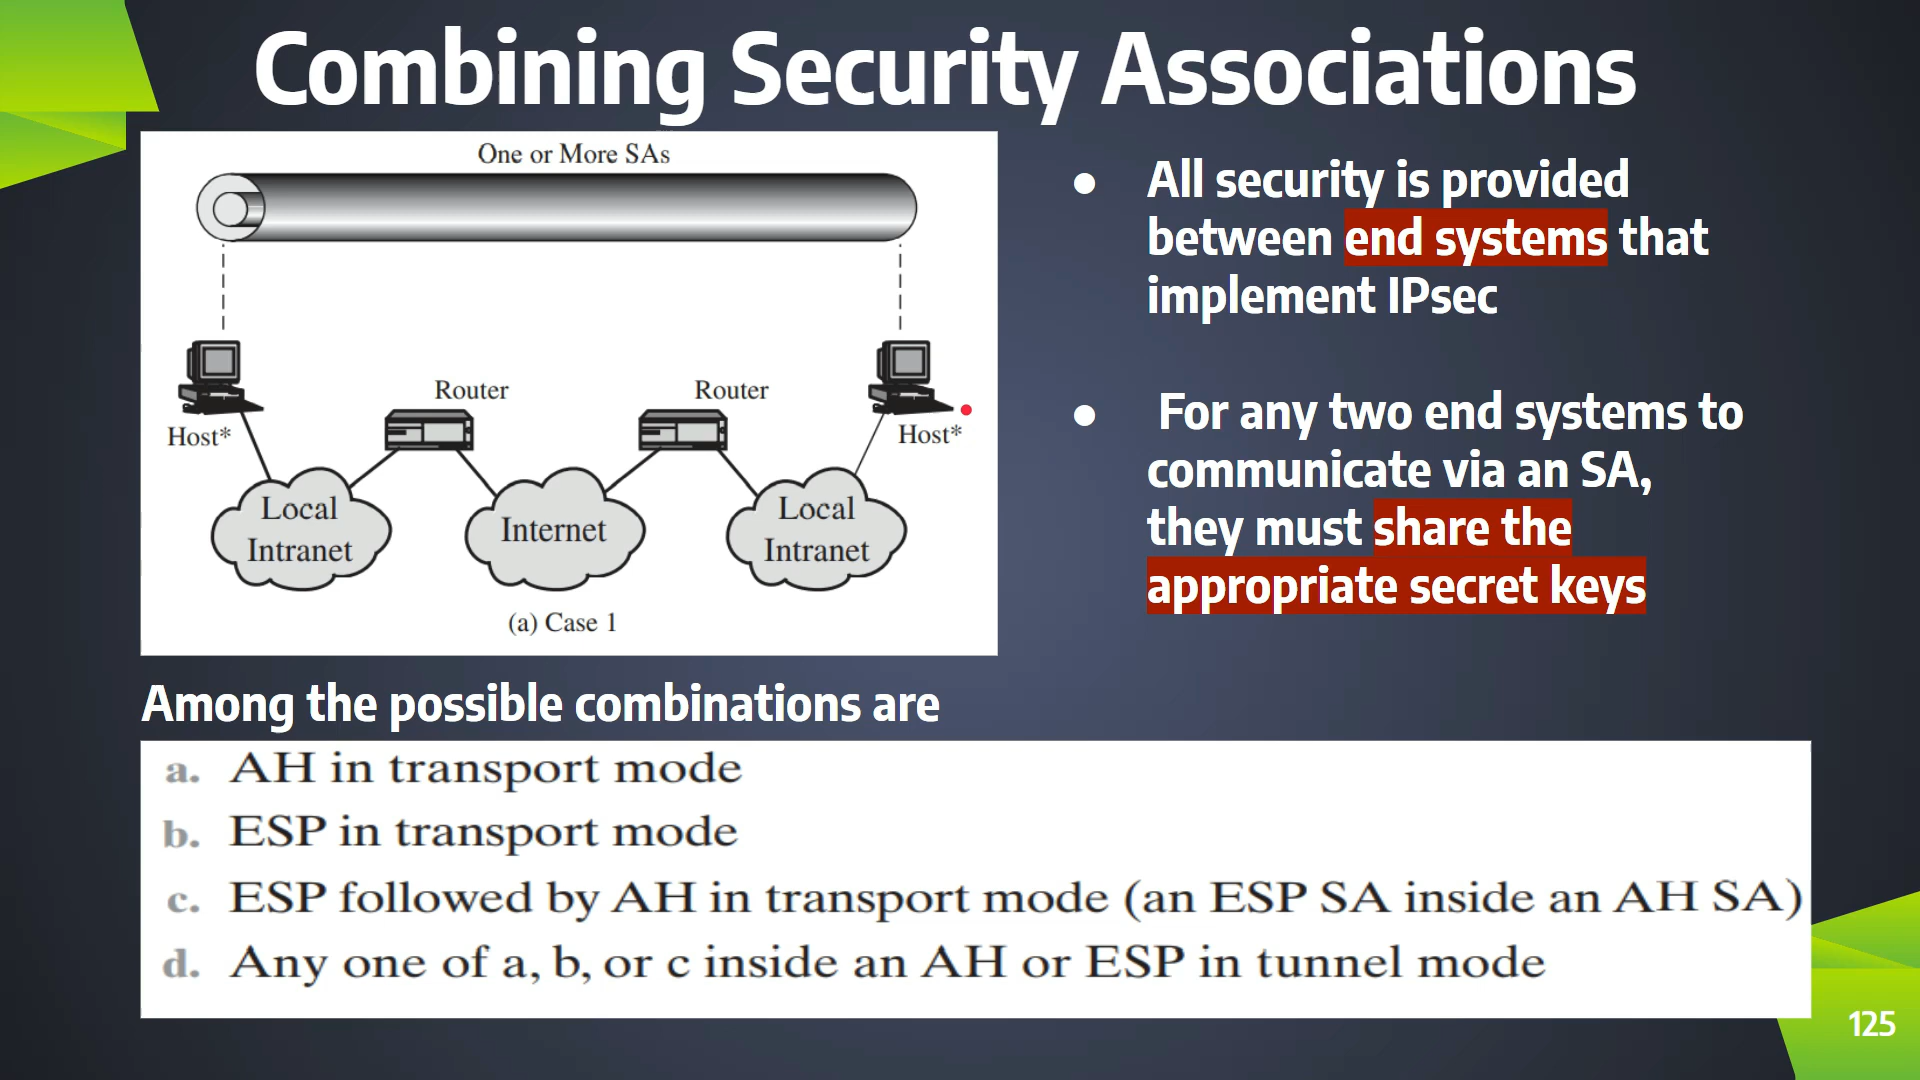 Combining Security Associations
One or More SAs
Host*
Router
Router
Host*
Local
Intranet
Internet
Local
Intranet
(a) Case 1
● All security is provided
between end systems that
implement IPsec
● For any two end systems to
communicate via an SA,
they must share the
appropriate secret keys
Among the possible combinations are
a. AH in transport mode
b. ESP in transport mode
c. ESP followed by AH in transport mode (an ESP SA inside an AH SA)
d. Any one of a, b, or c inside an AH or ESP in tunnel mode
125